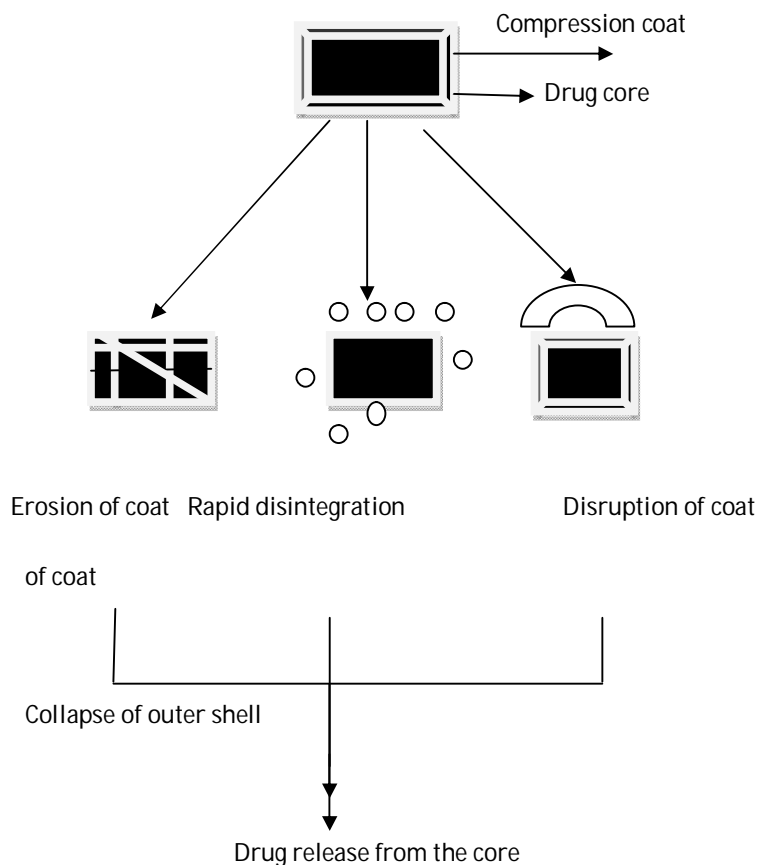 Compression coat
Drug core
Erosion of coat Rapid disintegration Disruption of coat
of coat
Collapse of outer shell
Drug release from the core